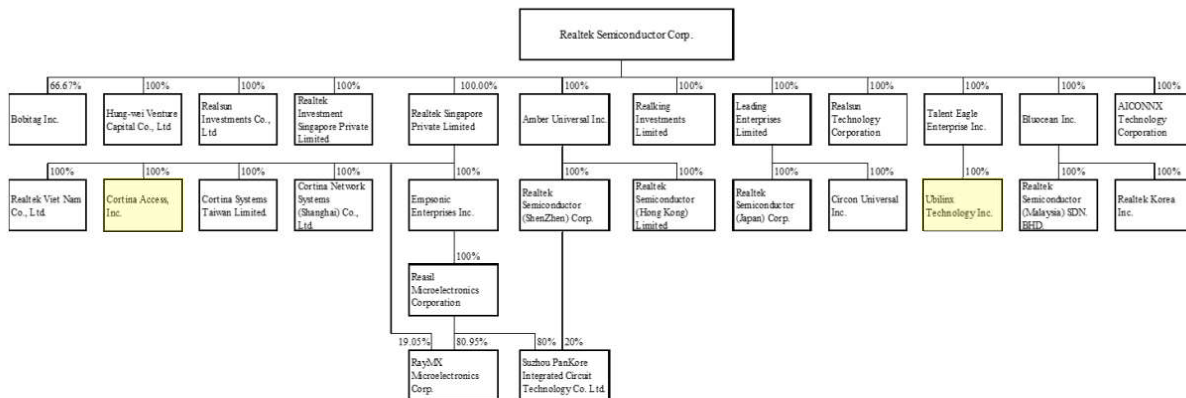 Realtek Semiconductor Corp.
66.67%
100%
100%
100%
100.00%
100%
100%
100%
100%
100%
100%
100%
Bobitag Inc.
Hung-wei Venture
Capital Co., Ltd
Realsun
Investments Co.,
Ltd
Realtek
Investment
Singapore Private
Limited
Realtek Singapore
Private Limited
Amber Universal Inc.
Realking
Investments
Limited
Leading
Enterprises
Limited
Realsun
Technology
Corporation
Talent Eagle
Enterprise Inc.
Bluocean Inc.
AICONNX
Technology
Corporation
100%
100%
100%
100%
100%
100%
100%
100%
100%
100%
100%
100%
Realtek Viet Nam
Co., Ltd.
Cortina Access,
Inc.
Cortina Systems
Taiwan Limited.
Cortina Network
Systems
(Shanghai) Co.,
Ltd.
Empsonic
Enterprises Inc.
Realtek
Semiconductor
(ShenZhen) Corp.
Realtek
Semiconductor
(Hong Kong)
Limited
Realtek
Semiconductor
(Japan) Corp.
Circon Universal
Inc.
Ubilinx
Technology Inc.
Realtek
Semiconductor
(Malaysia) SDN.
BHD.
Realtek Korea
Inc.
100%
Reasil
Microelectronics
Corporation
19.05%
80.95%
80%
20%
RayMX
Microelectronics
Corp.
Suzhou PanKore
Integrated Circuit
Technology Co. Ltd.